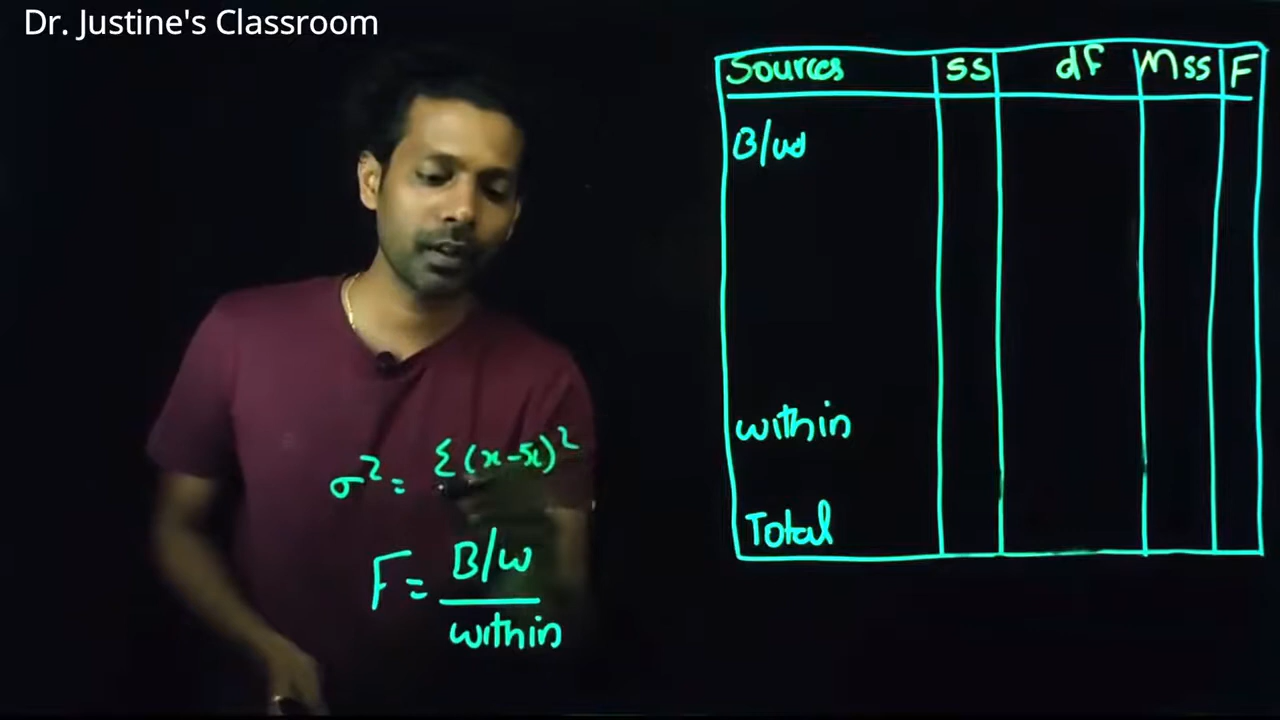 Dr. Justine's Classroom
Sources SS df MSS F
B/w
within
Total
σ² = Σ(x-x̄)²
F = B/w
within